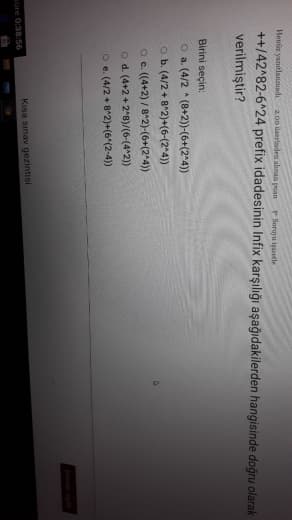 Henüz yanıtlanmadı 2,00 üzerinden alınan puan Soruyu işaretle
++/42^82-6^24 prefix idadesinin Infix karşılığı aşağıdakilerden hangisinde doğru olarak
verilmiştir?
Birini seçin:
a. (4/2 ^ (8+2))-(6+(2^4))
b. (4/2 + 8^2)+(6-(2^4))
c. ((4+2) / 8^2)-(6+(2^4))
d. (4+2 + 2^8)/(6-(4^2))
e. (4/2 + 8^2)+(6^(2-4))
Kısa sınav gezintisi
süre 0:38:56